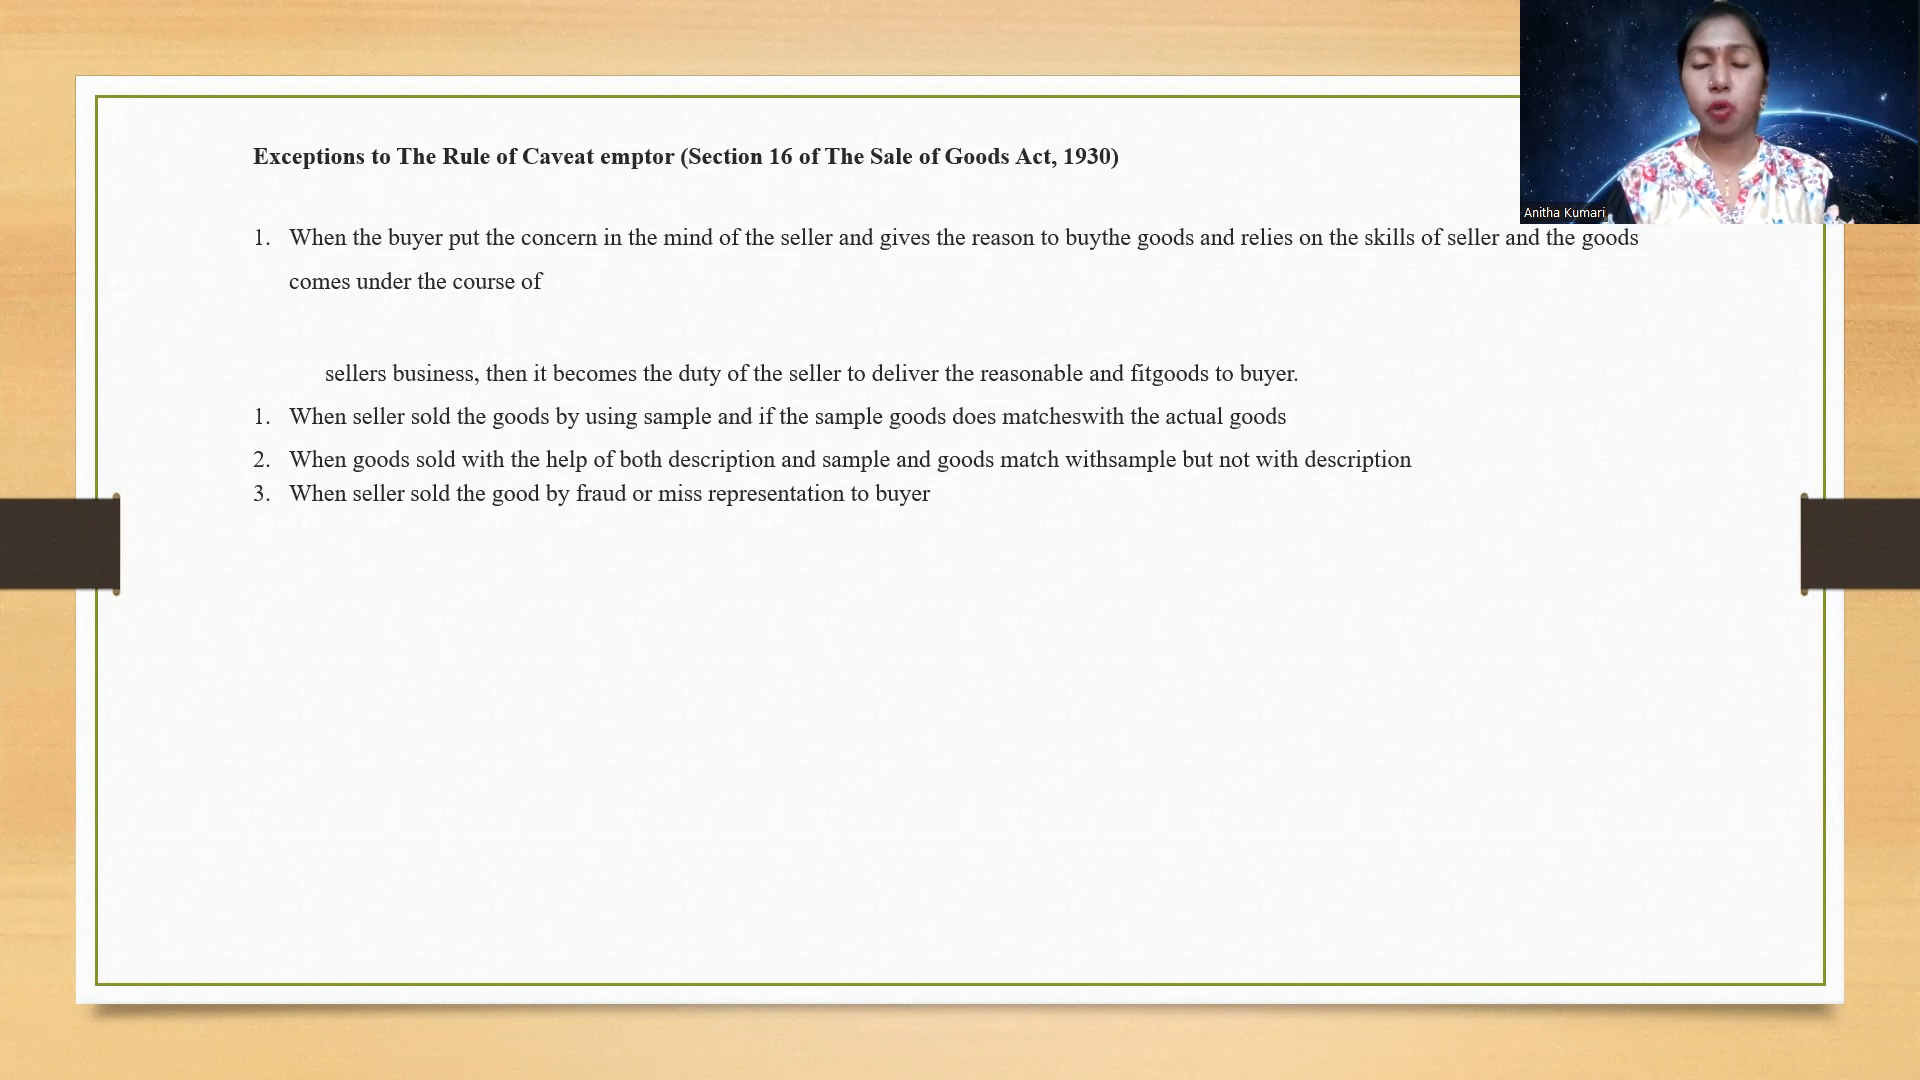 Exceptions to The Rule of Caveat emptor (Section 16 of The Sale of Goods Act, 1930)
Anitha Kumari
1. When the buyer put the concern in the mind of the seller and gives the reason to buythe goods and relies on the skills of seller and the goods
comes under the course of
sellers business, then it becomes the duty of the seller to deliver the reasonable and fitgoods to buyer.
1. When seller sold the goods by using sample and if the sample goods does matcheswith the actual goods
2. When goods sold with the help of both description and sample and goods match withsample but not with description
3. When seller sold the good by fraud or miss representation to buyer